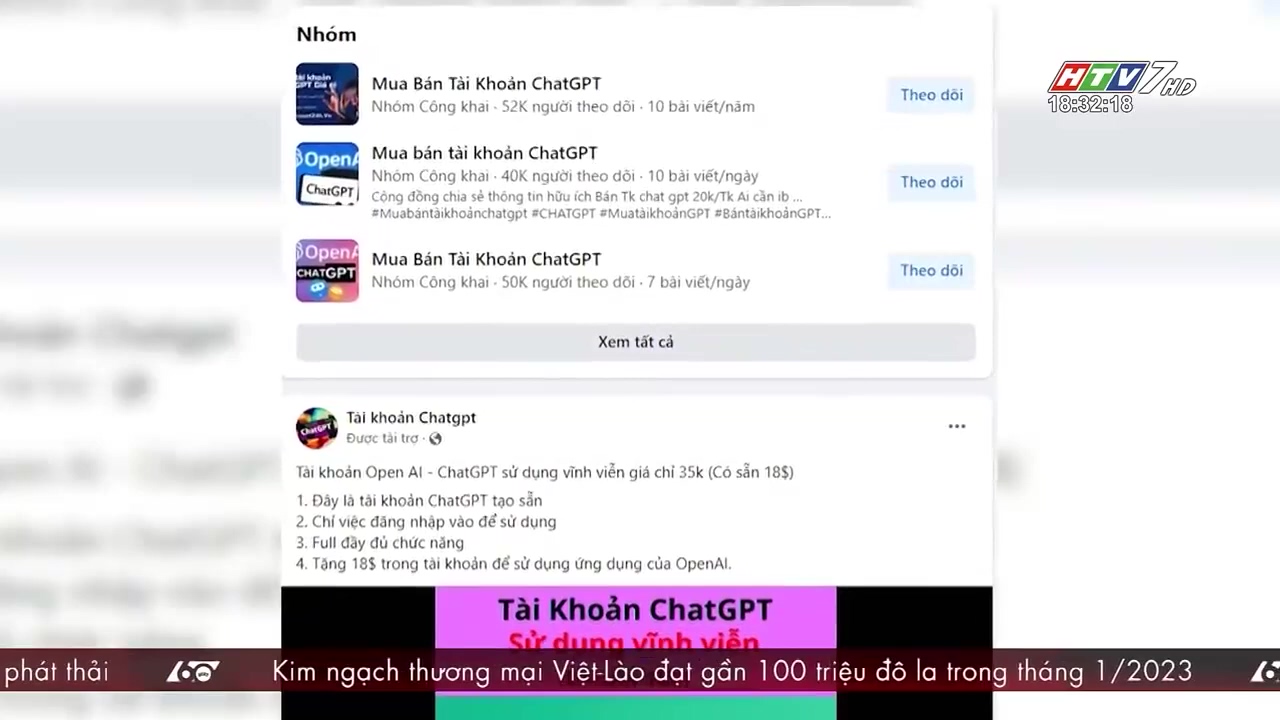 Nhóm
Mua Bán Tài Khoản ChatGPT
Nhóm Công khai · 52K người theo dõi · 10 bài viết/năm
Theo dõi
HTV7 HD
18:32:18
Mua bán tài khoản ChatGPT
Nhóm Công khai · 40K người theo dõi · 10 bài viết/ngày
Cộng đồng chia sẻ thông tin hữu ích Bán Tk chat gpt 20k/Tk Ai cần ib ...
#Muabántàikhoảnchatgpt #CHATGPT #MuatàikhoảnGPT #BántàikhoảnGPT...
Theo dõi
OpenA
ChatGPT
Mua Bán Tài Khoản ChatGPT
Nhóm Công khai · 50K người theo dõi · 7 bài viết/ngày
Theo dõi
OpenA
CHATGPT
Xem tất cả
Tài khoản Chatgpt
Được tài trợ ·
ChatGPT
Tài khoản Open AI - ChatGPT sử dụng vĩnh viễn giá chỉ 35k (Có sẵn 18$)
1. Đây là tài khoản ChatGPT tạo sẵn
2. Chỉ việc đăng nhập vào để sử dụng
3. Full đầy đủ chức năng
4. Tặng 18$ trong tài khoản để sử dụng ứng dụng của OpenAI.
Tài Khoản ChatGPT
Sử dụng vĩnh viễn
phát thải 60 Kim ngạch thương mại Việt-Lào đạt gần 100 triệu đô la trong tháng 1/2023